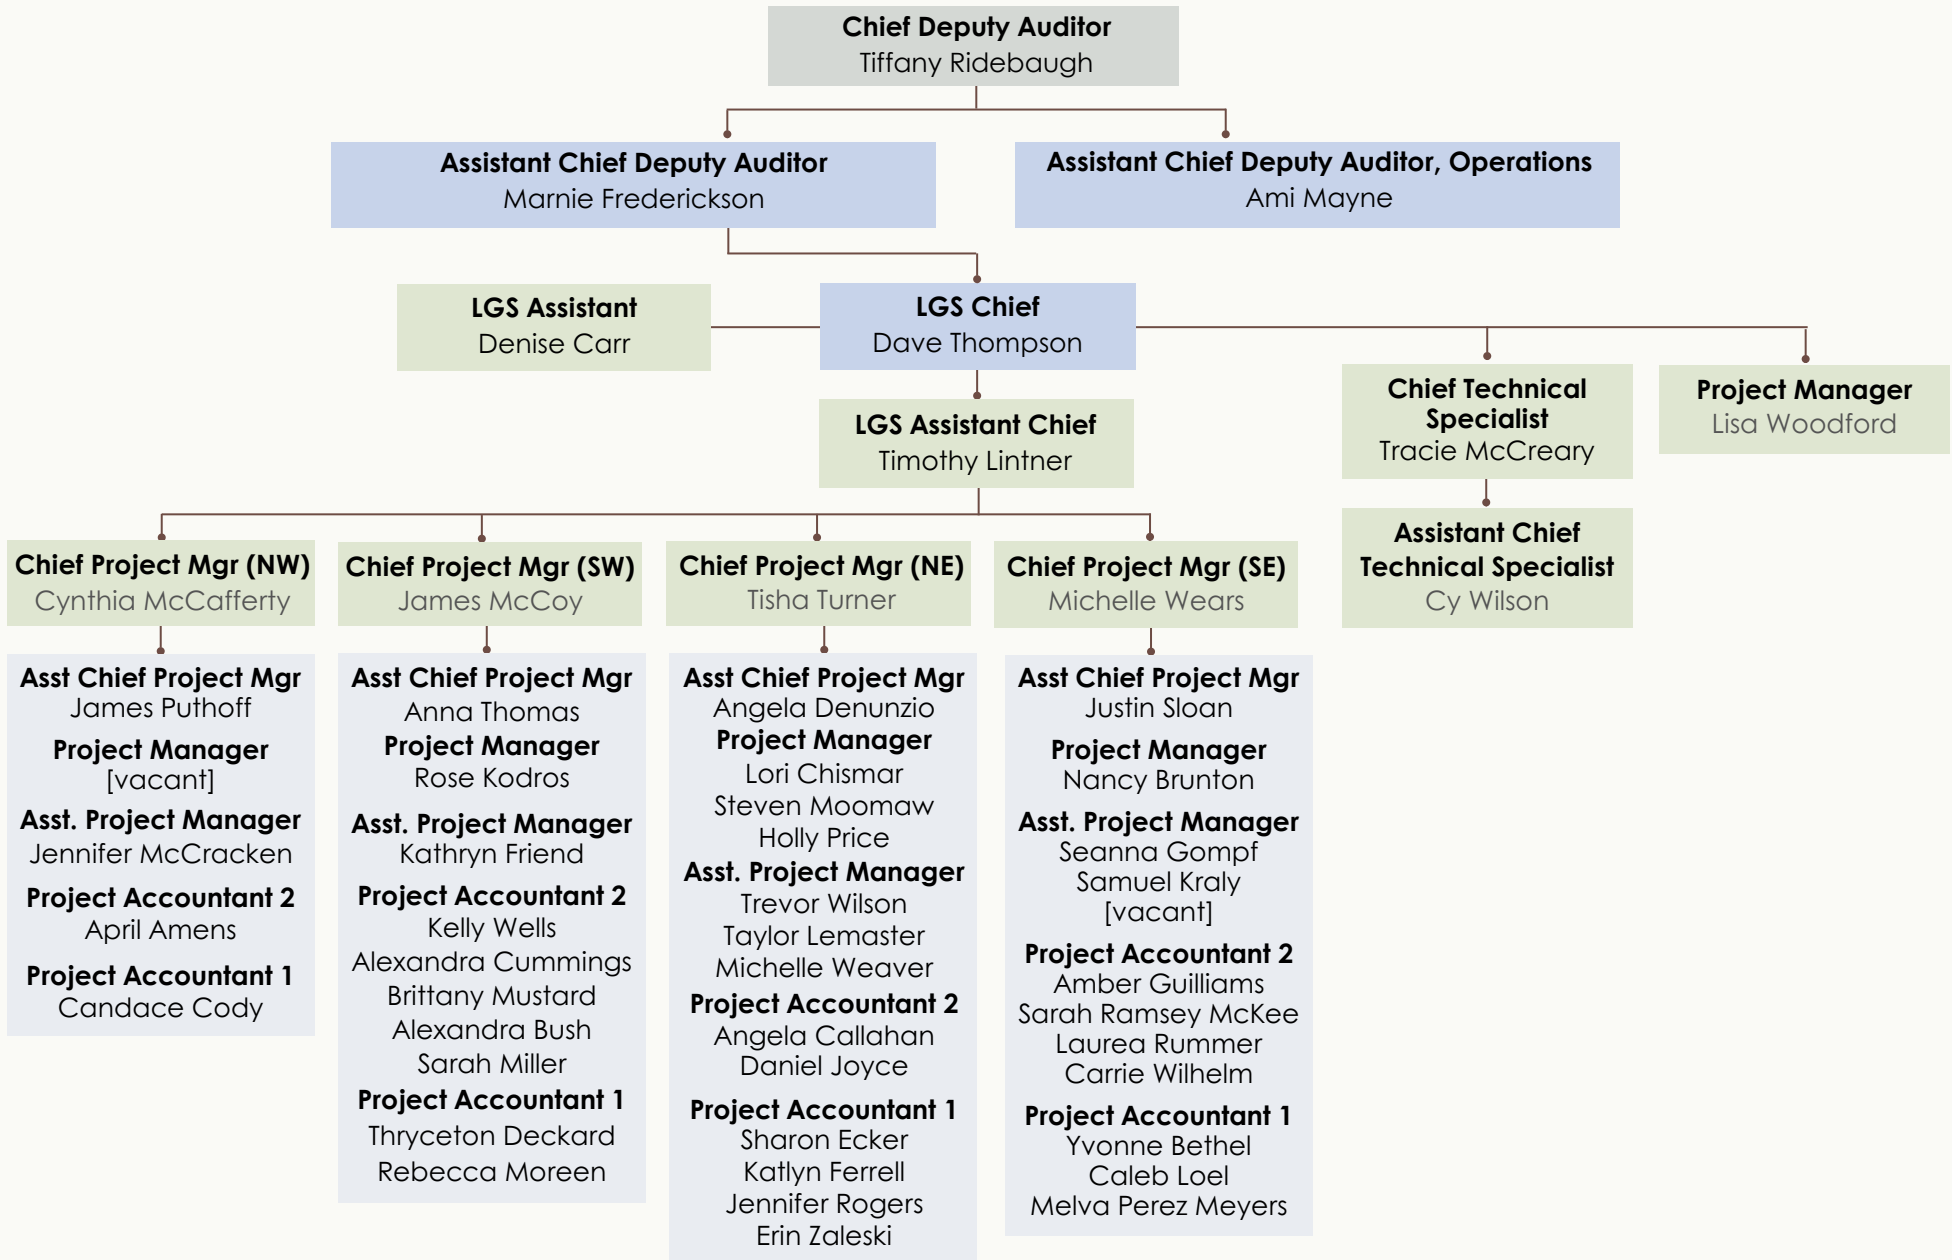 Chief Deputy Auditor
Tiffany Ridebaugh
Assistant Chief Deputy Auditor
Marnie Frederickson
Assistant Chief Deputy Auditor, Operations
Ami Mayne
LGS Assistant
Denise Carr
LGS Chief
Dave Thompson
Chief Technical
Specialist
Tracie McCreary
Project Manager
Lisa Woodford
LGS Assistant Chief
Timothy Lintner
Assistant Chief
Technical Specialist
Cy Wilson
Chief Project Mgr (NW)
Cynthia McCafferty
Chief Project Mgr (SW)
James McCoy
Chief Project Mgr (NE)
Tisha Turner
Chief Project Mgr (SE)
Michelle Wears
Asst Chief Project Mgr
James Puthoff
Project Manager
[vacant]
Asst. Project Manager
Jennifer McCracken
Project Accountant 2
April Amens
Project Accountant 1
Candace Cody
Asst Chief Project Mgr
Anna Thomas
Project Manager
Rose Kodros
Asst. Project Manager
Kathryn Friend
Project Accountant 2
Kelly Wells
Alexandra Cummings
Brittany Mustard
Alexandra Bush
Sarah Miller
Project Accountant 1
Thryceton Deckard
Rebecca Moreen
Asst Chief Project Mgr
Angela Denunzio
Project Manager
Lori Chismar
Steven Moomaw
Holly Price
Asst. Project Manager
Trevor Wilson
Taylor Lemaster
Michelle Weaver
Project Accountant 2
Angela Callahan
Daniel Joyce
Project Accountant 1
Sharon Ecker
Katlyn Ferrell
Jennifer Rogers
Erin Zaleski
Asst Chief Project Mgr
Justin Sloan
Project Manager
Nancy Brunton
Asst. Project Manager
Seanna Gompf
Samuel Kraly
[vacant]
Project Accountant 2
Amber Guilliams
Sarah Ramsey McKee
Laurea Rummer
Carrie Wilhelm
Project Accountant 1
Yvonne Bethel
Caleb Loel
Melva Perez Meyers